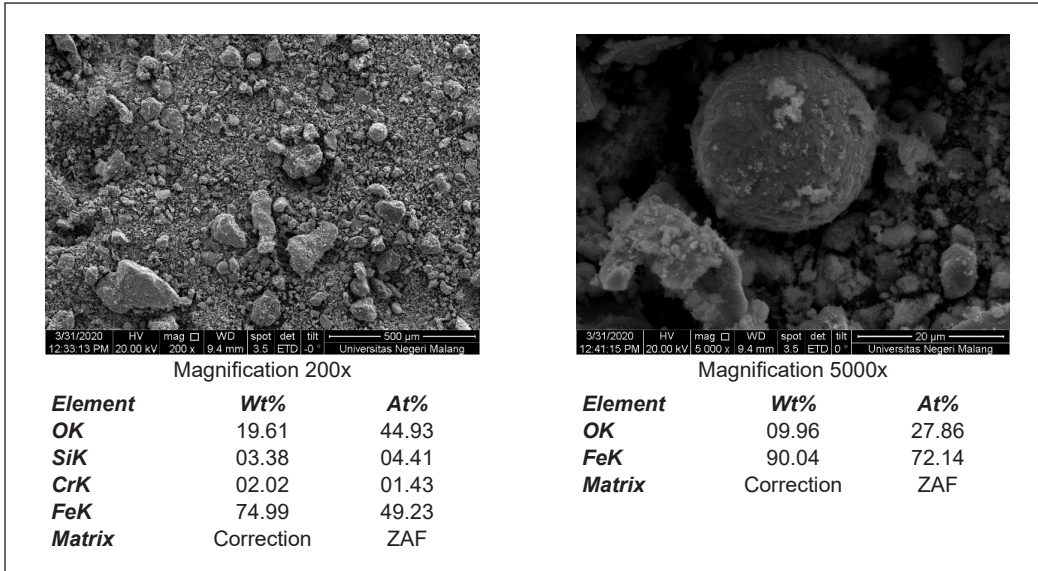 3/31/2020 HV mag □ WD spot det tilt 500 µm
12:33:13 PM 20.00 kV 200 x 9.4 mm 3.5 ETD -0 ° Universitas Negeri Malang
Magnification 200x
Element Wt% At%
OK 19.61 44.93
SiK 03.38 04.41
CrK 02.02 01.43
FeK 74.99 49.23
Matrix Correction ZAF
3/31/2020 HV mag □ WD spot det tilt 20 µm
12:41:15 PM 20.00 kV 5 000 x 9.4 mm 3.5 ETD 0 ° Universitas Negeri Malang
Magnification 5000x
Element Wt% At%
OK 09.96 27.86
FeK 90.04 72.14
Matrix Correction ZAF